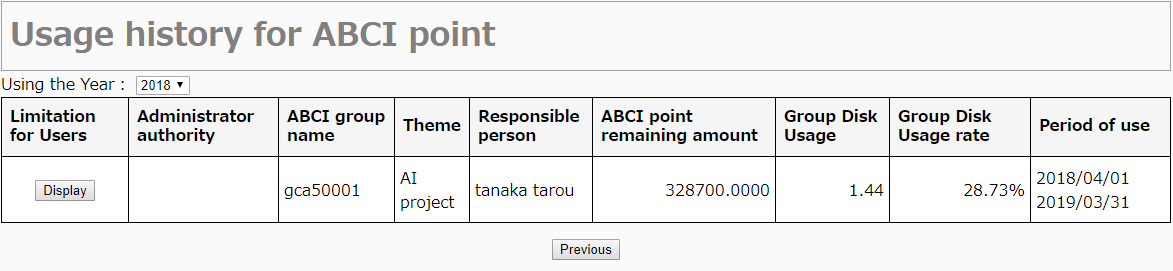 Usage history for ABCI point
Using the Year : 2018
Limitation for Users
Administrator authority
ABCI group name
Theme
Responsible person
ABCI point remaining amount
Group Disk Usage
Group Disk Usage rate
Period of use
Display
gca50001
AI project
tanaka tarou
328700.0000
1.44
28.73%
2018/04/01
2019/03/31
Previous